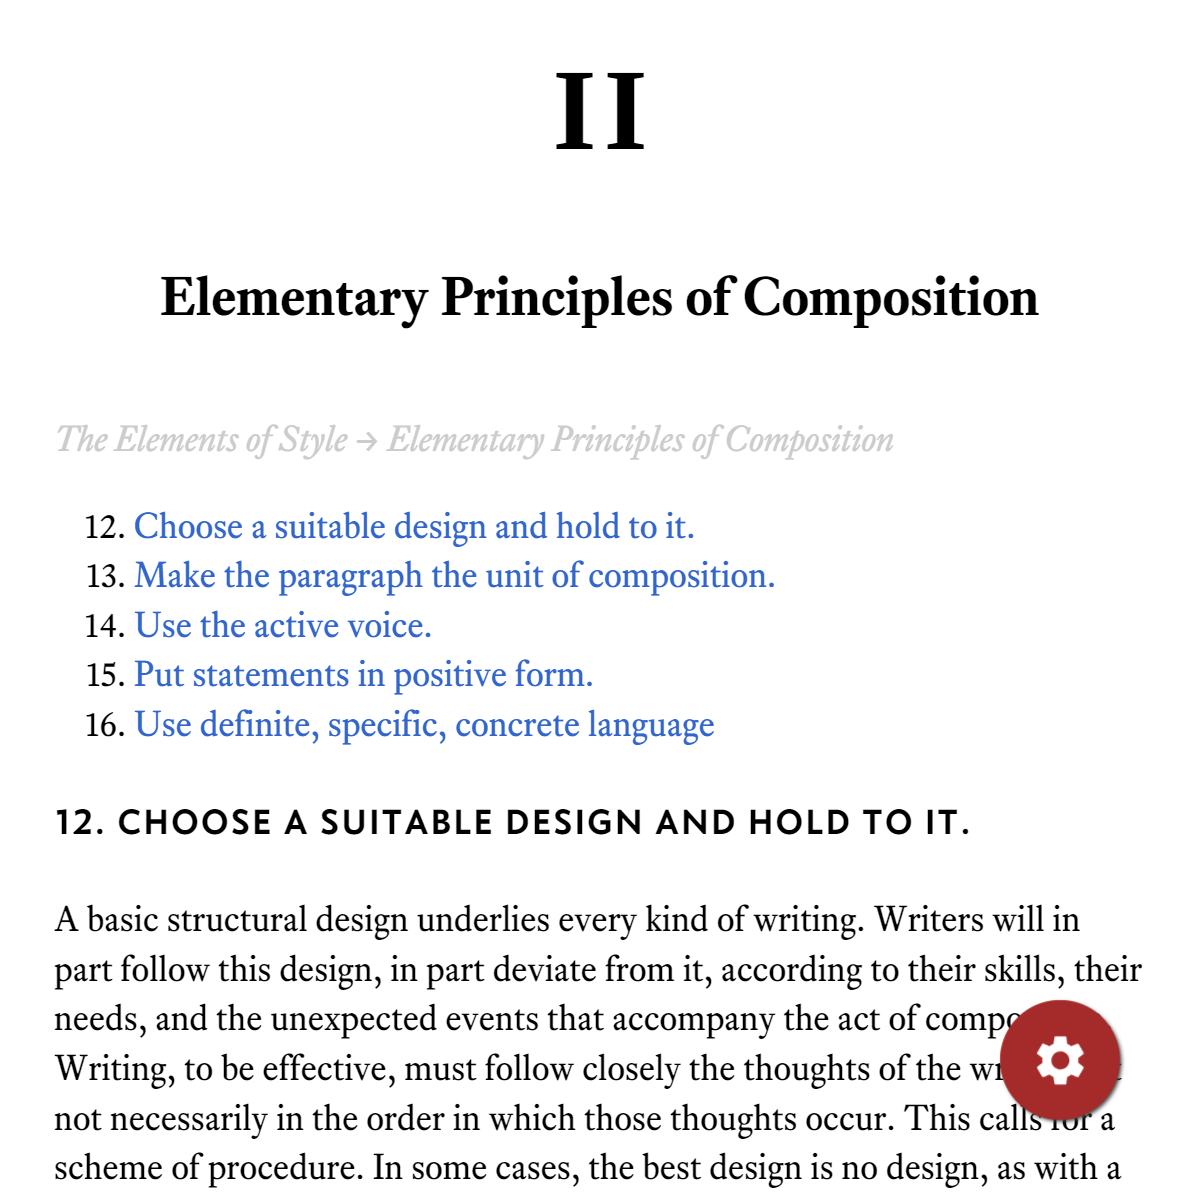 II
Elementary Principles of Composition
The Elements of Style → Elementary Principles of Composition
12. Choose a suitable design and hold to it.
13. Make the paragraph the unit of composition.
14. Use the active voice.
15. Put statements in positive form.
16. Use definite, specific, concrete language
12. CHOOSE A SUITABLE DESIGN AND HOLD TO IT.
A basic structural design underlies every kind of writing. Writers will in
part follow this design, in part deviate from it, according to their skills, their
needs, and the unexpected events that accompany the act of
Writing, to be effective, must follow closely the thoughts of the
not necessarily in the order in which those thoughts occur. This calls for a
scheme of procedure. In some cases, the best design is no design, as with a